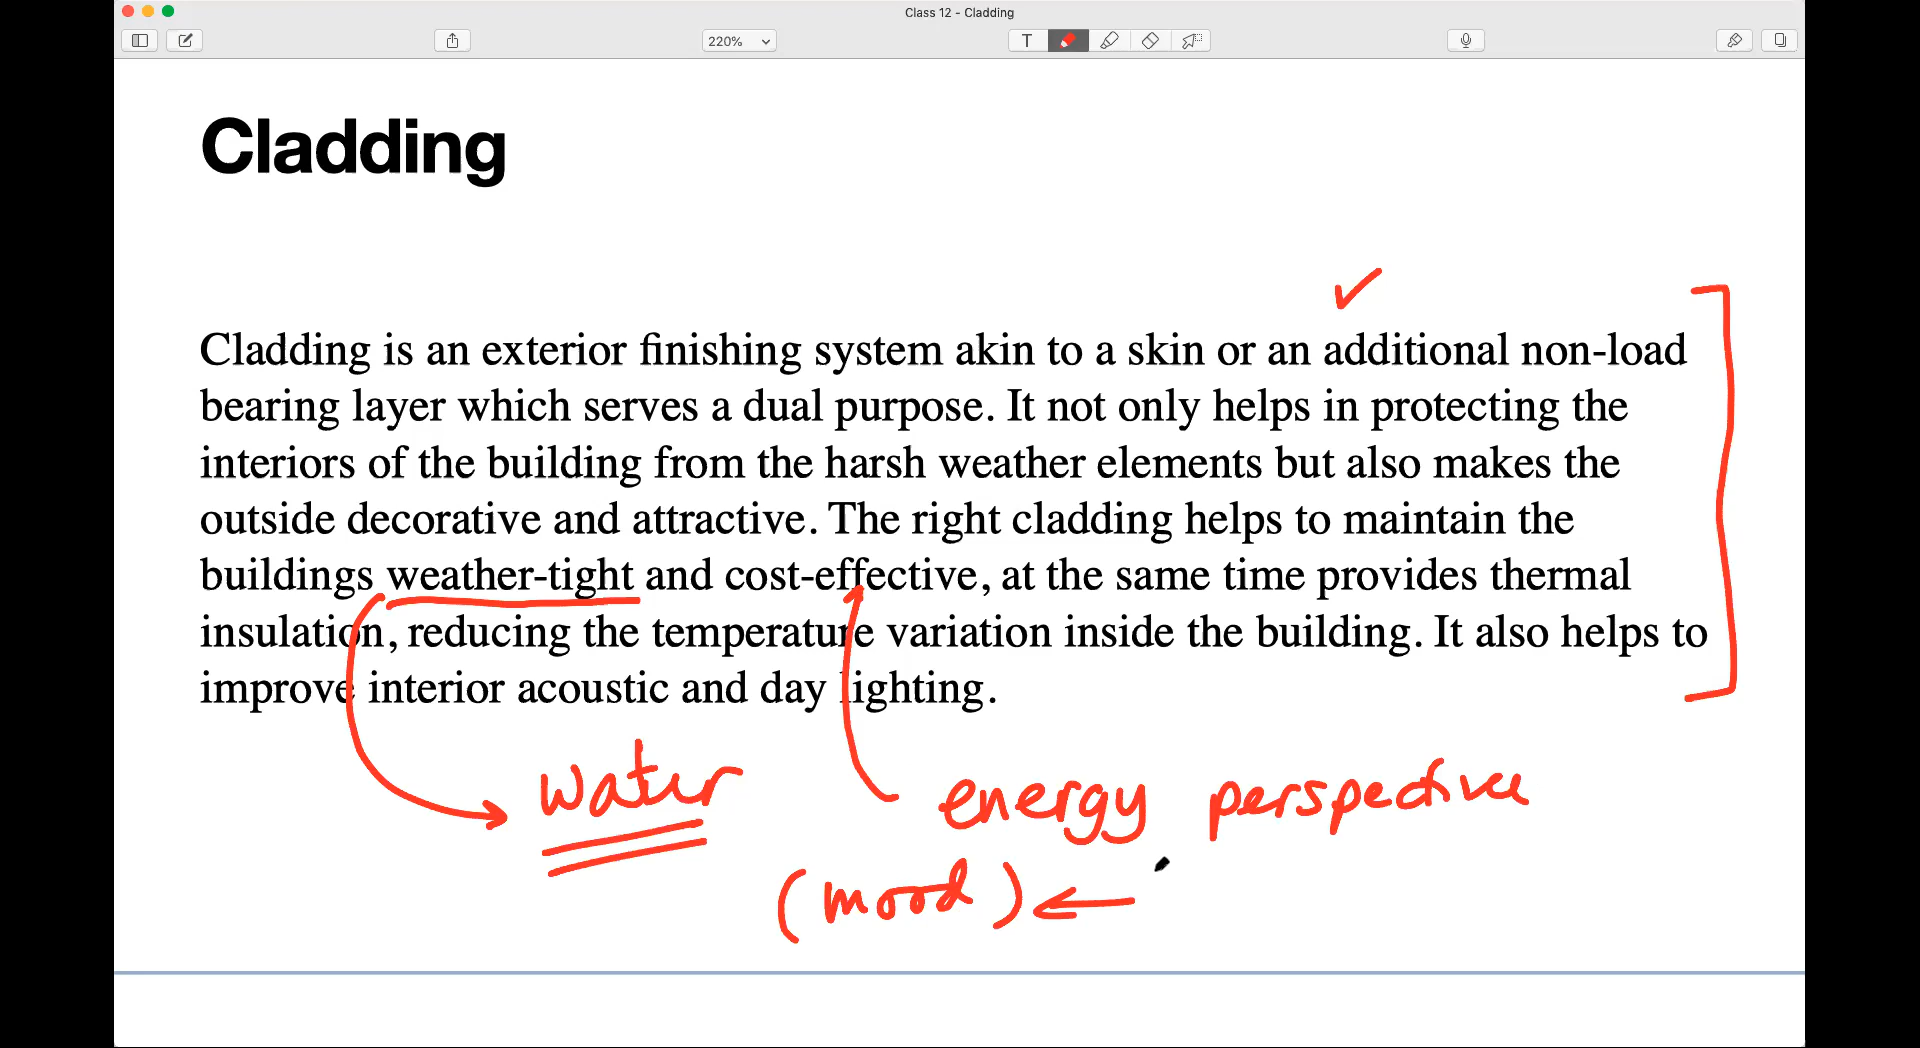 Class 12 - Cladding
220%
T
Cladding
Cladding is an exterior finishing system akin to a skin or an additional non-load
bearing layer which serves a dual purpose. It not only helps in protecting the
interiors of the building from the harsh weather elements but also makes the
outside decorative and attractive. The right cladding helps to maintain the
buildings weather-tight and cost-effective, at the same time provides thermal
insulation, reducing the temperature variation inside the building. It also helps to
improve interior acoustic and day lighting.
water
energy perspective
(mood)